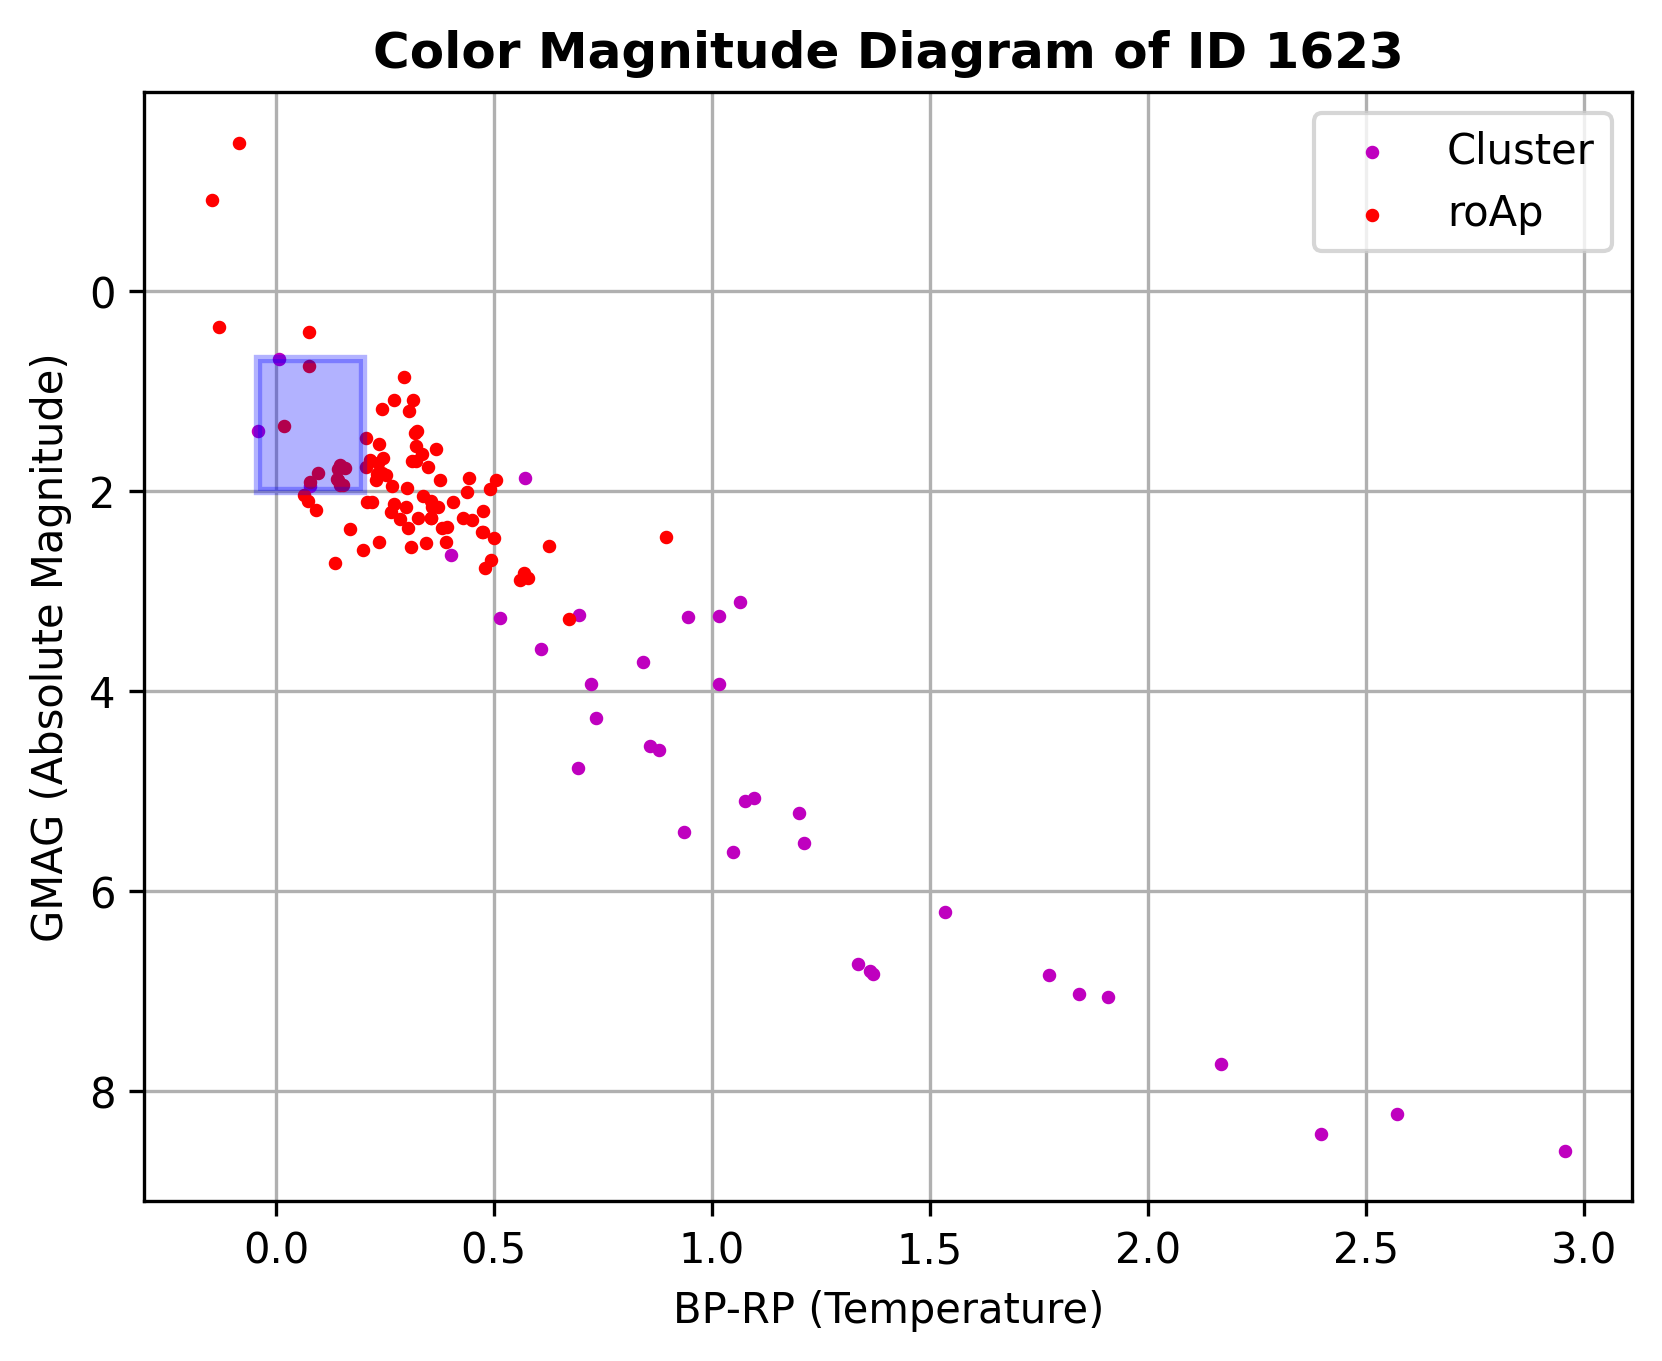 Color Magnitude Diagram of ID 1623
Cluster
roAp
GMAG (Absolute Magnitude)
0
2
4
6
8
0.0 0.5 1.0 1.5 2.0 2.5 3.0
BP-RP (Temperature)